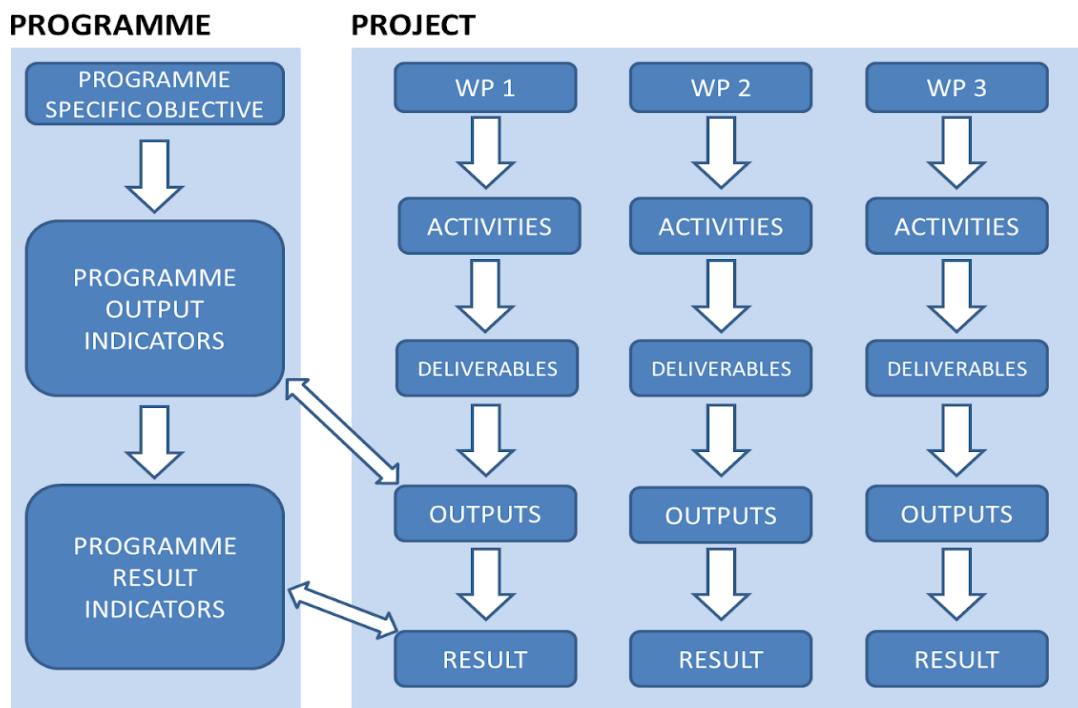 PROGRAMME
PROGRAMME
SPECIFIC OBJECTIVE
PROGRAMME
OUTPUT
INDICATORS
PROGRAMME
RESULT
INDICATORS
PROJECT
WP 1
ACTIVITIES
DELIVERABLES
OUTPUTS
RESULT
WP 2
ACTIVITIES
DELIVERABLES
OUTPUTS
RESULT
WP 3
ACTIVITIES
DELIVERABLES
OUTPUTS
RESULT